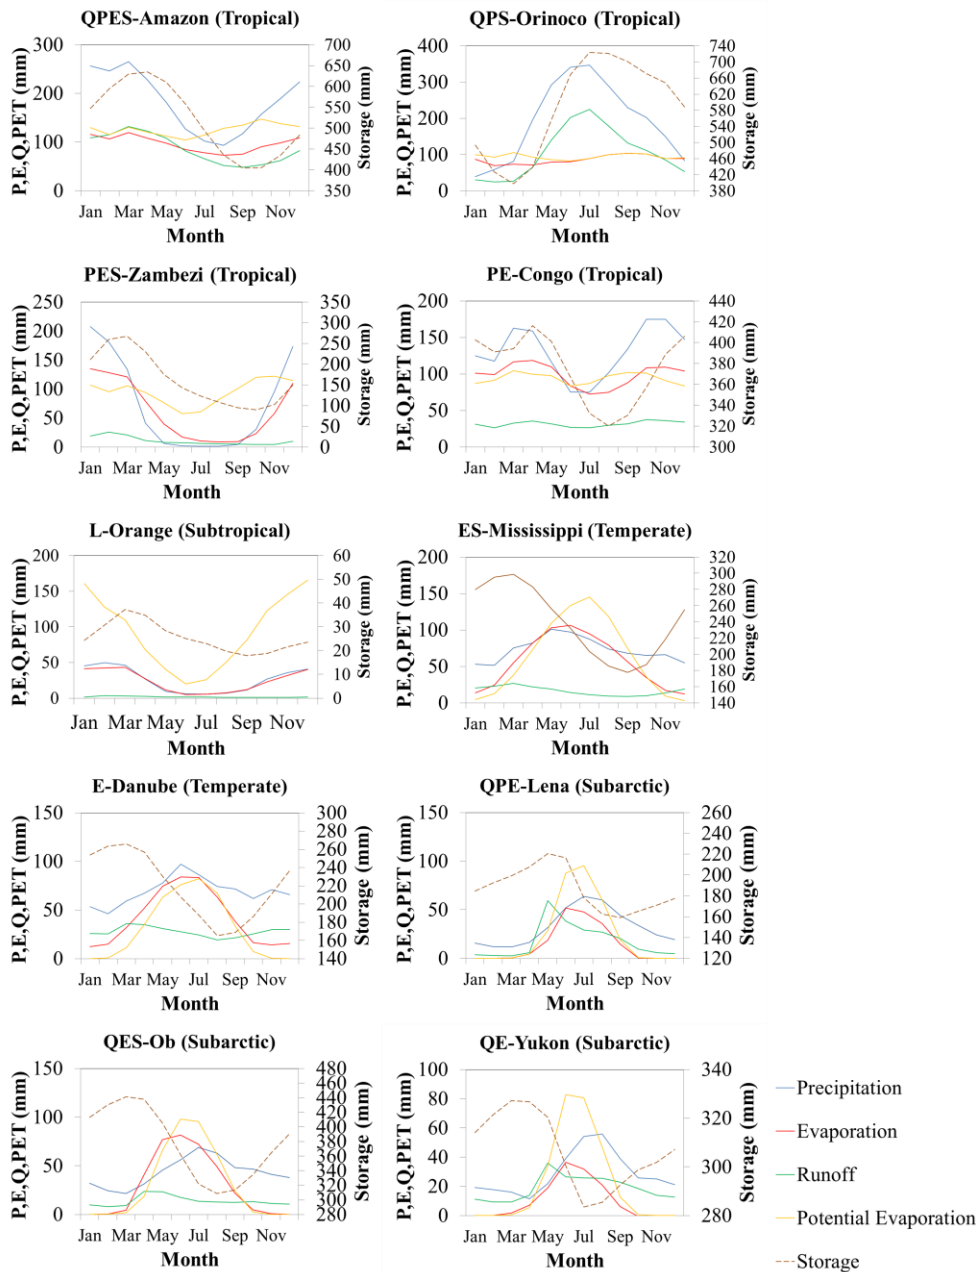 QPES-Amazon (Tropical)
P,E,Q,PET (mm)
300
200
100
0
700
650
600
550
500
450
400
350
Storage (mm)
Jan Mar May Jul Sep Nov
Month
QPS-Orinoco (Tropical)
P,E,Q,PET (mm)
400
300
200
100
0
740
700
660
620
580
540
500
460
420
380
Storage (mm)
Jan Mar May Jul Sep Nov
Month
PES-Zambezi (Tropical)
P,E,Q,PET (mm)
250
200
150
100
50
0
350
300
250
200
150
100
50
0
Storage (mm)
Jan Mar May Jul Sep Nov
Month
PE-Congo (Tropical)
P,E,Q,PET (mm)
200
150
100
50
0
440
420
400
380
360
340
320
300
Storage (mm)
Jan Mar May Jul Sep Nov
Month
L-Orange (Subtropical)
P,E,Q,PET (mm)
200
150
100
50
0
60
50
40
30
20
10
0
Storage (mm)
Jan Mar May Jul Sep Nov
Month
ES-Mississippi (Temperate)
P,E,Q,PET (mm)
200
150
100
50
0
320
300
280
260
240
220
200
180
160
140
Storage (mm)
Jan Mar May Jul Sep Nov
Month
E-Danube (Temperate)
P,E,Q,PET (mm)
150
100
50
0
300
280
260
240
220
200
180
160
140
Storage (mm)
Jan Mar May Jul Sep Nov
Month
QPE-Lena (Subarctic)
P,E,Q,PET (mm)
150
100
50
0
260
240
220
200
180
160
140
120
Storage (mm)
Jan Mar May Jul Sep Nov
Month
QES-Ob (Subarctic)
P,E,Q,PET (mm)
150
100
50
0
480
460
440
420
400
380
360
340
320
300
280
Storage (mm)
Jan Mar May Jul Sep Nov
Month
QE-Yukon (Subarctic)
P,E,Q,PET (mm)
100
80
60
40
20
0
340
320
300
280
Storage (mm)
Jan Mar May Jul Sep Nov
Month
Precipitation
Evaporation
Runoff
Potential Evaporation
Storage